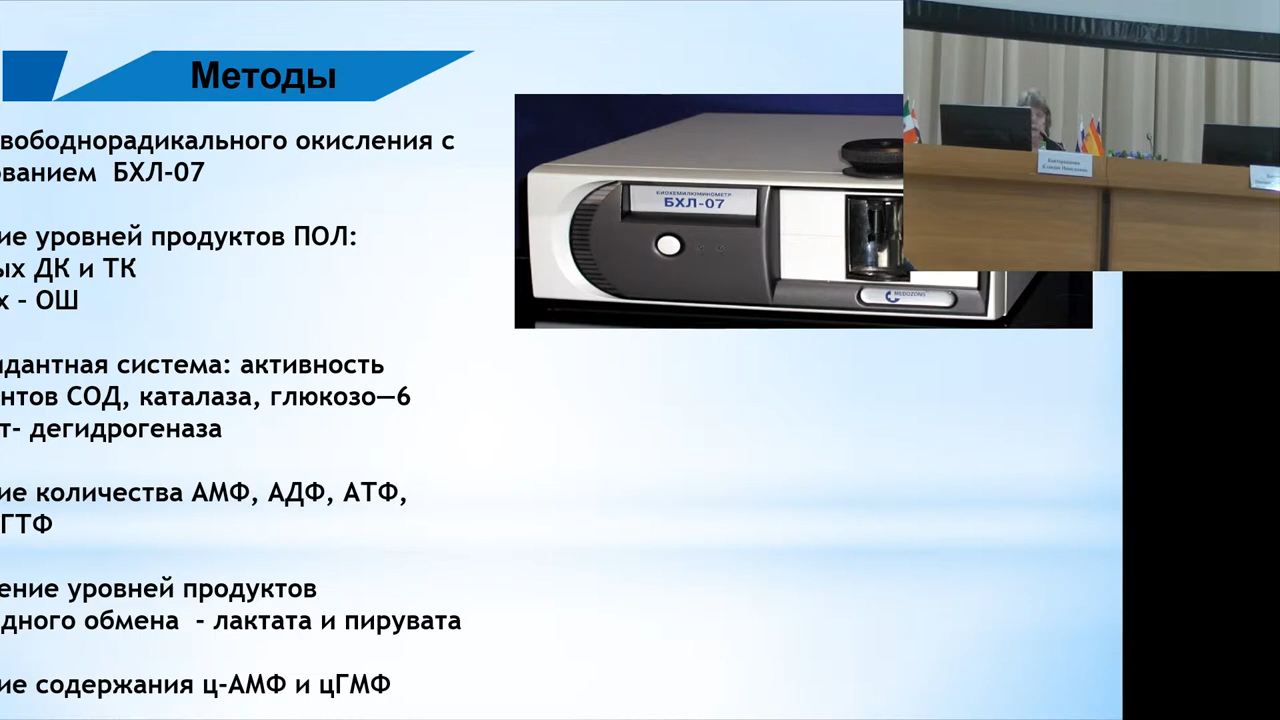 Методы
вободнорадикального окисления с
ованием БХЛ-07
ие уровней продуктов ПОЛ:
ых ДК и ТК
х – ОШ
идантная система: активность
нтов СОД, каталаза, глюкозо—6
т- дегидрогеназа
ие количества АМФ, АДФ, АТФ,
ГТФ
ение уровней продуктов
дного обмена - лактата и пирувата
ие содержания ц-АМФ и цГМФ
БИОХЕМИЛЮМИНОМЕТР
БХЛ-07
MEDOZONS